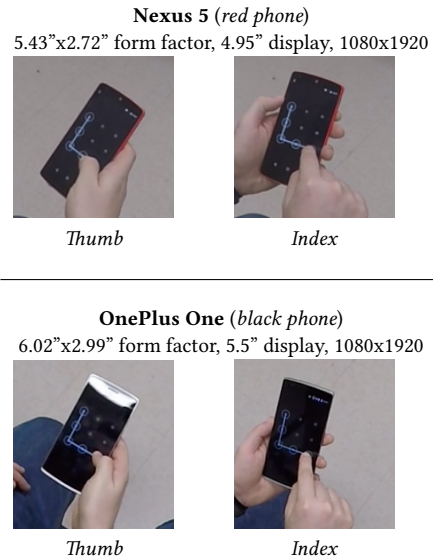 Nexus 5 (red phone)
5.43”x2.72” form factor, 4.95” display, 1080x1920
Thumb
Index
OnePlus One (black phone)
6.02”x2.99” form factor, 5.5” display, 1080x1920
Thumb
Index